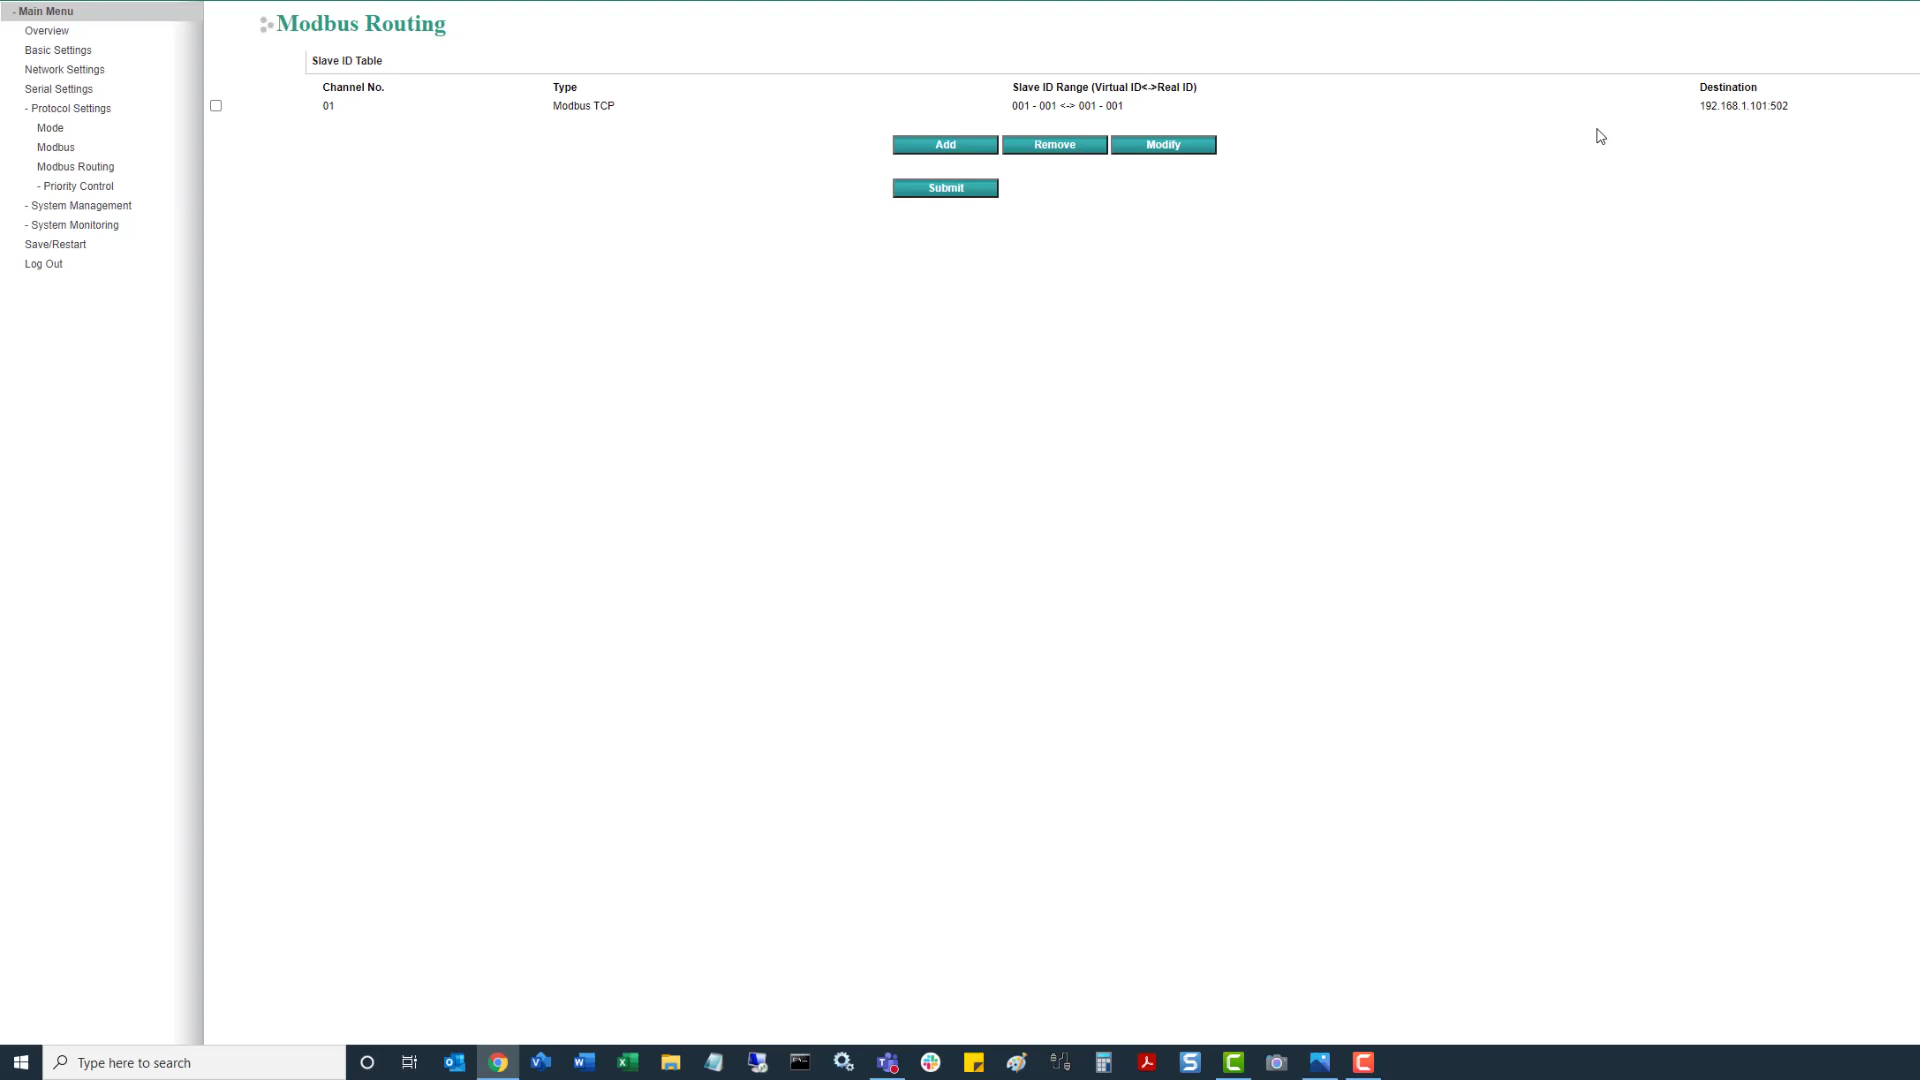 - Main Menu
Overview
Basic Settings
Network Settings
Serial Settings
- Protocol Settings
Mode
Modbus
Modbus Routing
- Priority Control
- System Management
- System Monitoring
Save/Restart
Log Out
Modbus Routing
Slave ID Table
Channel No. Type Slave ID Range (Virtual ID<->Real ID) Destination
01 Modbus TCP 001 - 001 <-> 001 - 001 192.168.1.101:502
Add Remove Modify
Submit
Type here to search